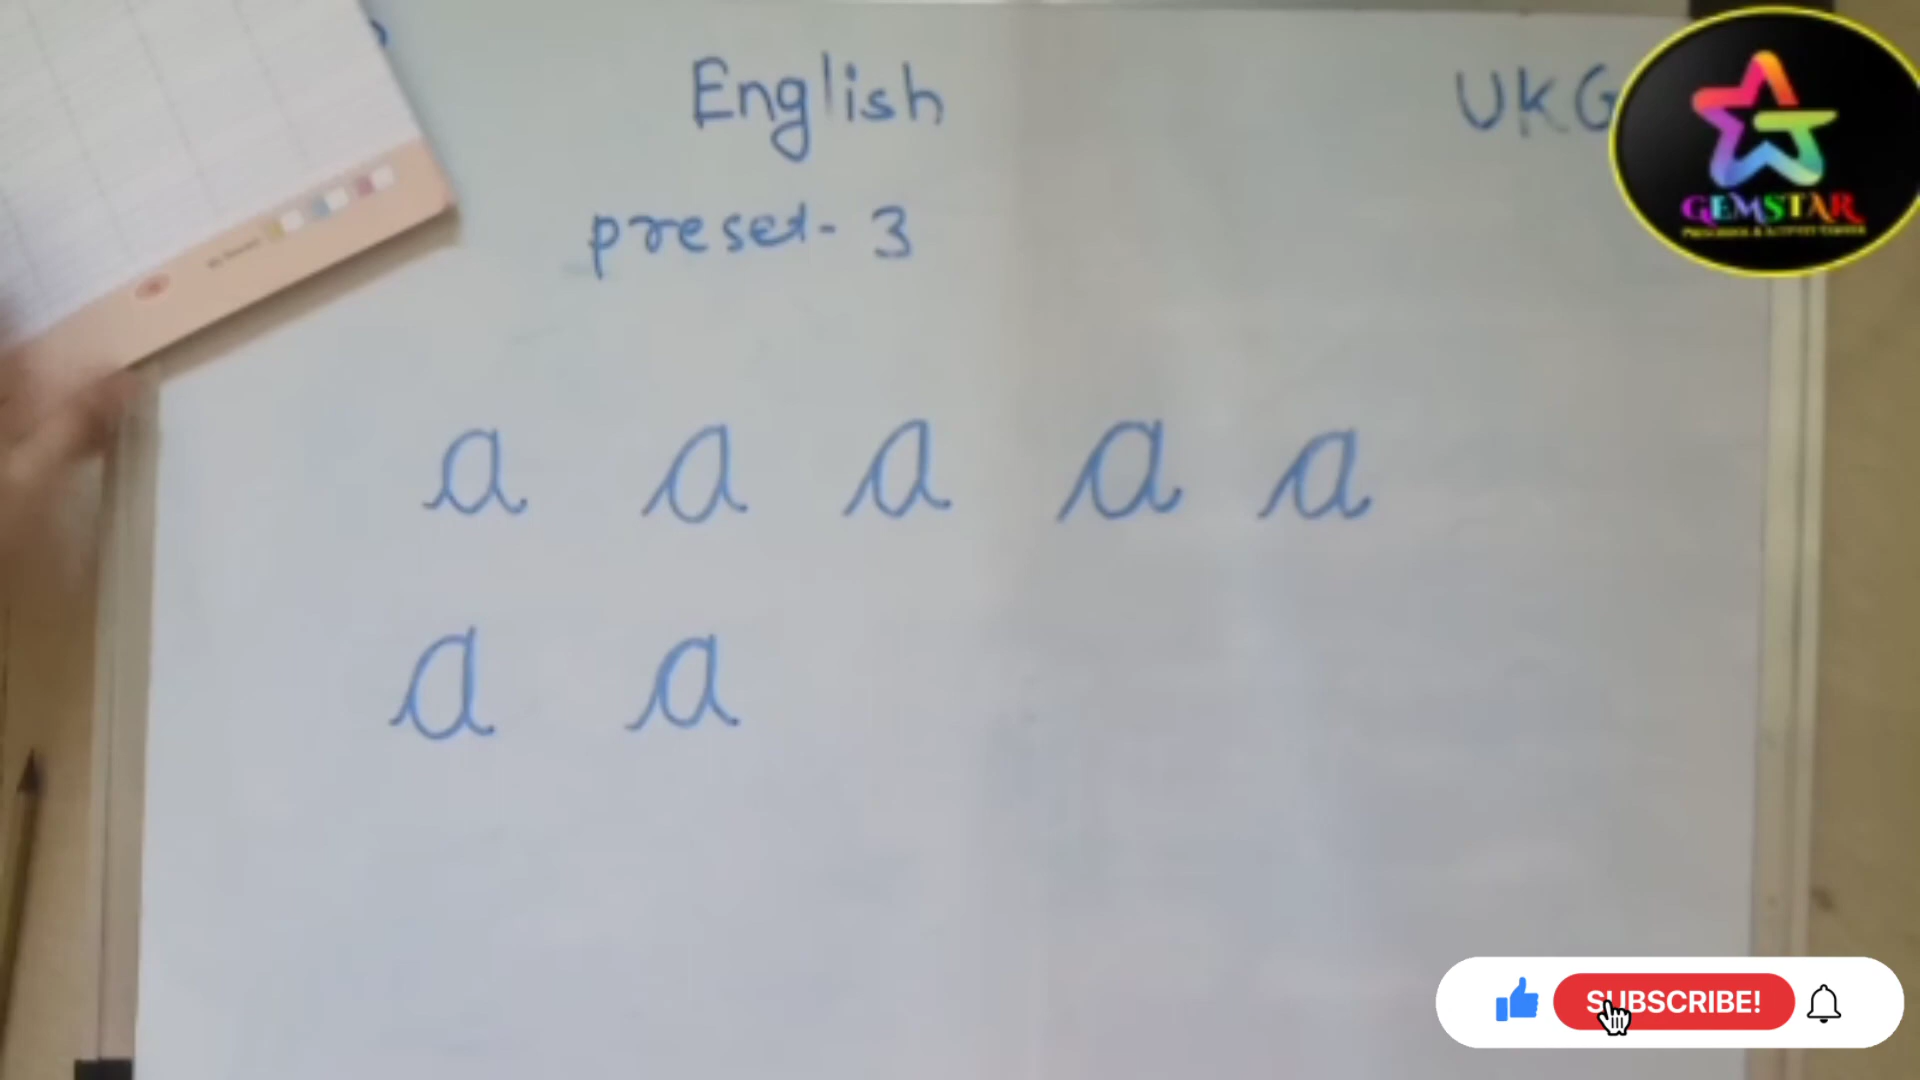 English
UKG
preset- 3
a a a a a
a a
GEMSTAR
SUBSCRIBE!